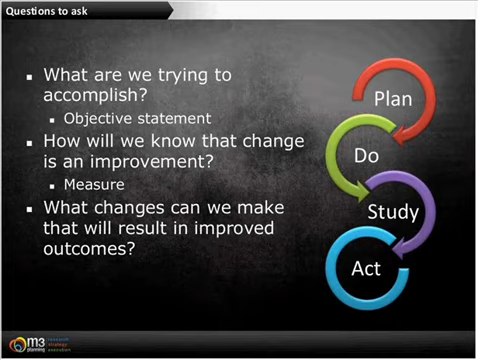 Questions to ask
What are we trying to
accomplish?
Objective statement
How will we know that change
is an improvement?
Measure
What changes can we make
that will result in improved
outcomes?
Plan
Do
Study
Act
m3
planning
research
strategy
execution